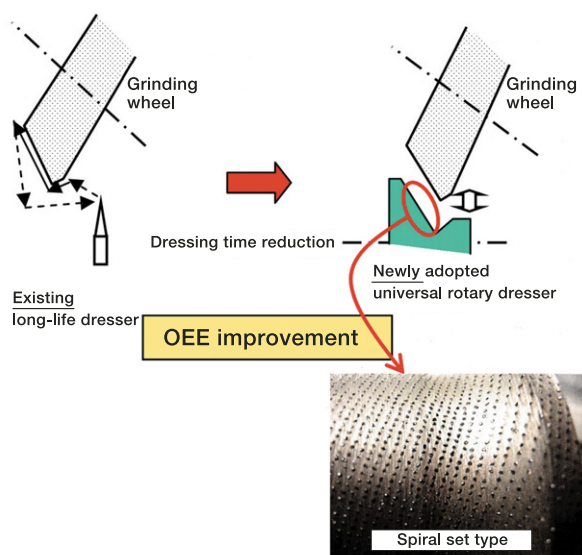 Grinding
wheel
Grinding
wheel
Dressing time reduction
Existing
long-life dresser
Newly adopted
universal rotary dresser
OEE improvement
Spiral set type